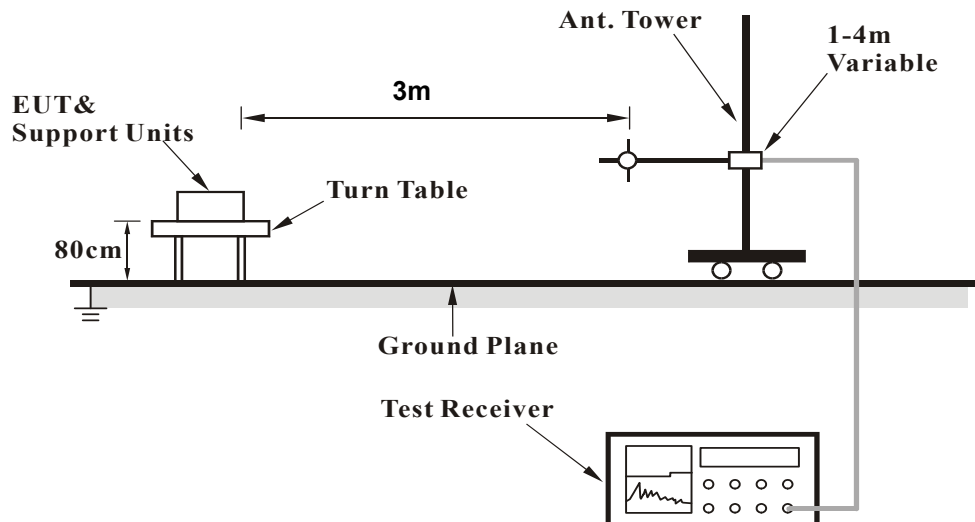 Ant. Tower
1-4m
Variable
3m
EUT&
Support Units
Turn Table
80cm
Ground Plane
Test Receiver